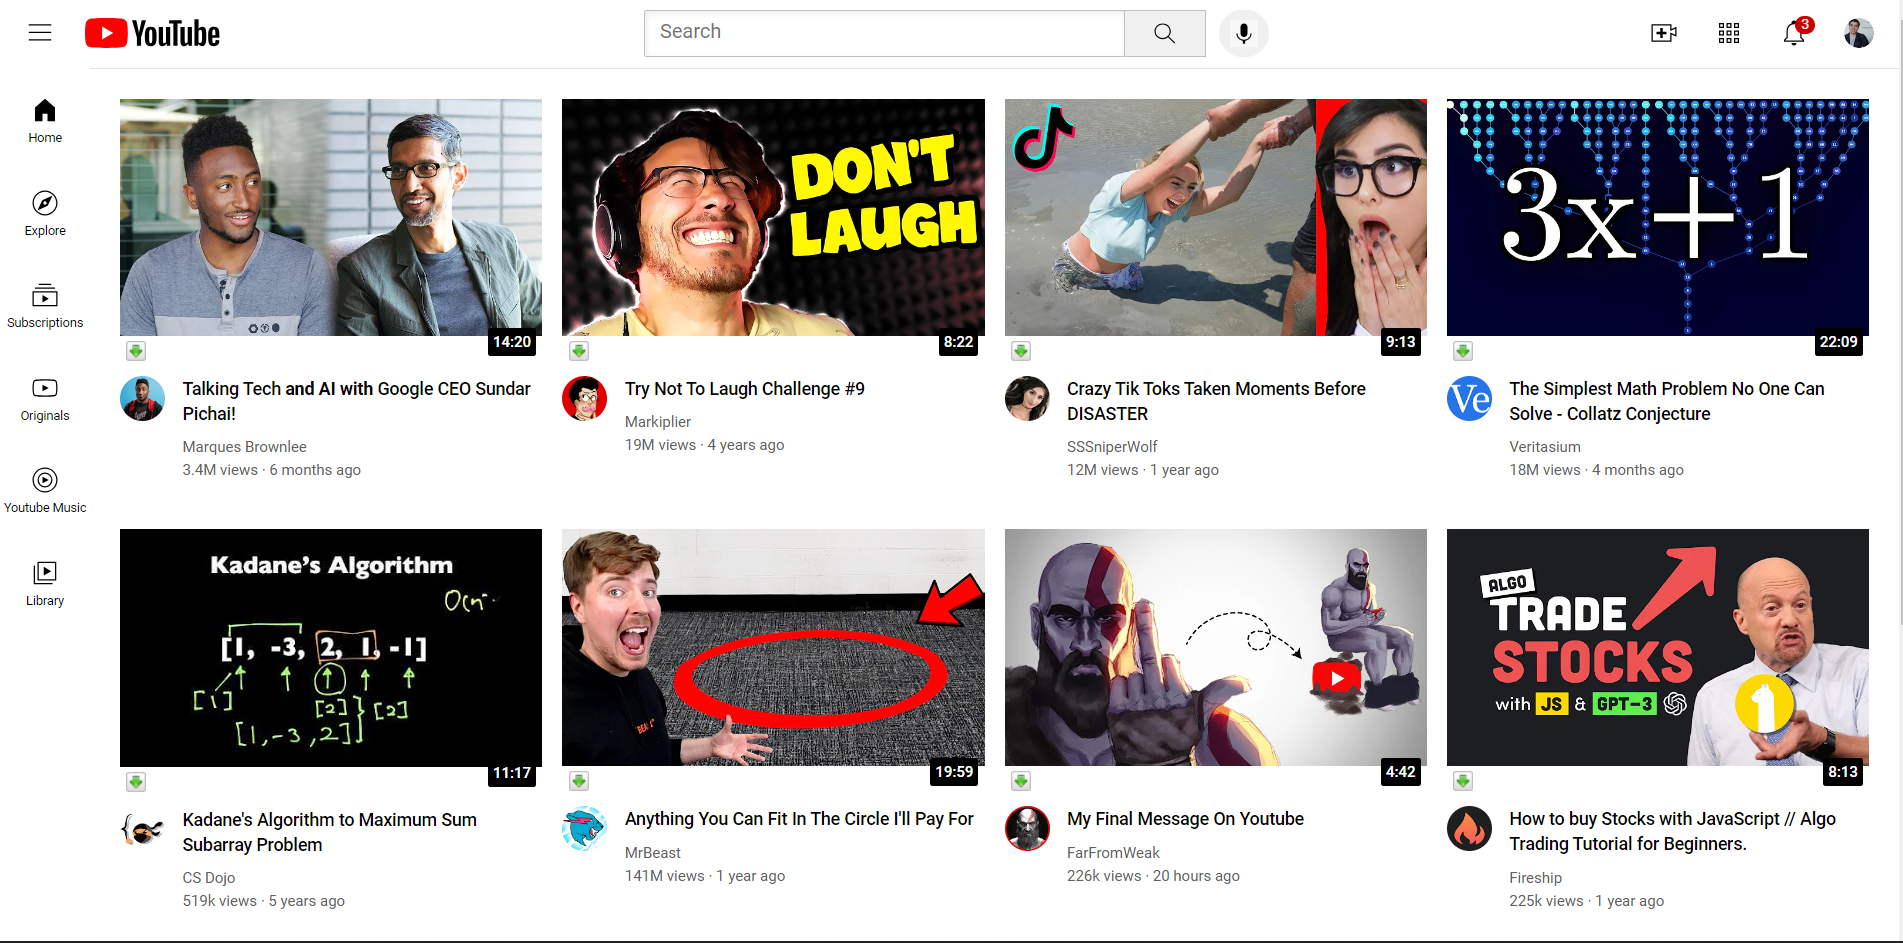 YouTube
Search
3
Home
Explore
Subscriptions
Originals
Youtube Music
Library
14:20
Talking Tech and AI with Google CEO Sundar
Pichai!
Marques Brownlee
3.4M views · 6 months ago
DON'T
LAUGH
8:22
Try Not To Laugh Challenge #9
Markiplier
19M views · 4 years ago
9:13
Crazy Tik Toks Taken Moments Before
DISASTER
SSSniperWolf
12M views · 1 year ago
3x+1
22:09
Ve
The Simplest Math Problem No One Can
Solve - Collatz Conjecture
Veritasium
18M views · 4 months ago
Kadane's Algorithm
[1, -3, 2, 1, -1]
[1]
[2]
[2]
[1, -3, 2]
11:17
Kadane's Algorithm to Maximum Sum
Subarray Problem
CS Dojo
519k views · 5 years ago
19:59
Anything You Can Fit In The Circle I'll Pay For
MrBeast
141M views · 1 year ago
4:42
My Final Message On Youtube
FarFromWeak
226k views · 20 hours ago
ALGO
TRADE
STOCKS
with JS & GPT-3
8:13
How to buy Stocks with JavaScript // Algo
Trading Tutorial for Beginners.
Fireship
225k views · 1 year ago